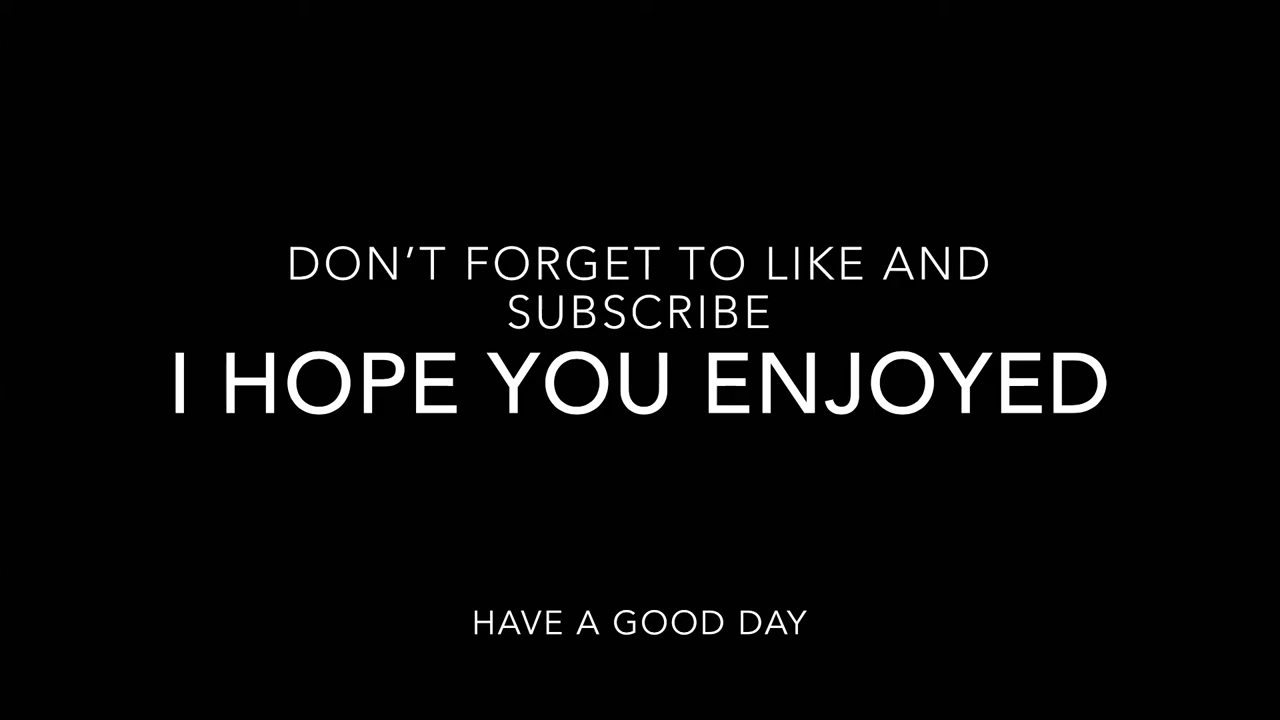 DON’T FORGET TO LIKE AND
SUBSCRIBE
I HOPE YOU ENJOYED
HAVE A GOOD DAY